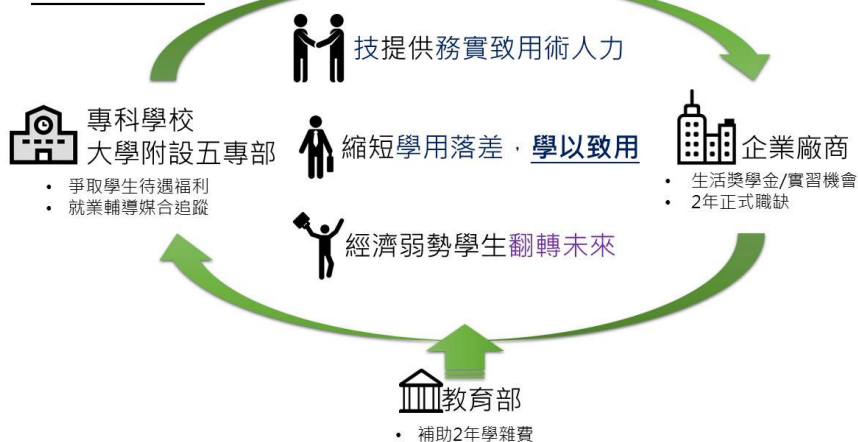 技提供務實致用術人力
專科學校
大學附設五專部
• 爭取學生待遇福利
• 就業輔導媒合追蹤
縮短學用落差，學以致用
企業廠商
• 生活獎學金/實習機會
• 2年正式職缺
經濟弱勢學生翻轉未來
教育部
• 補助2年學雜費